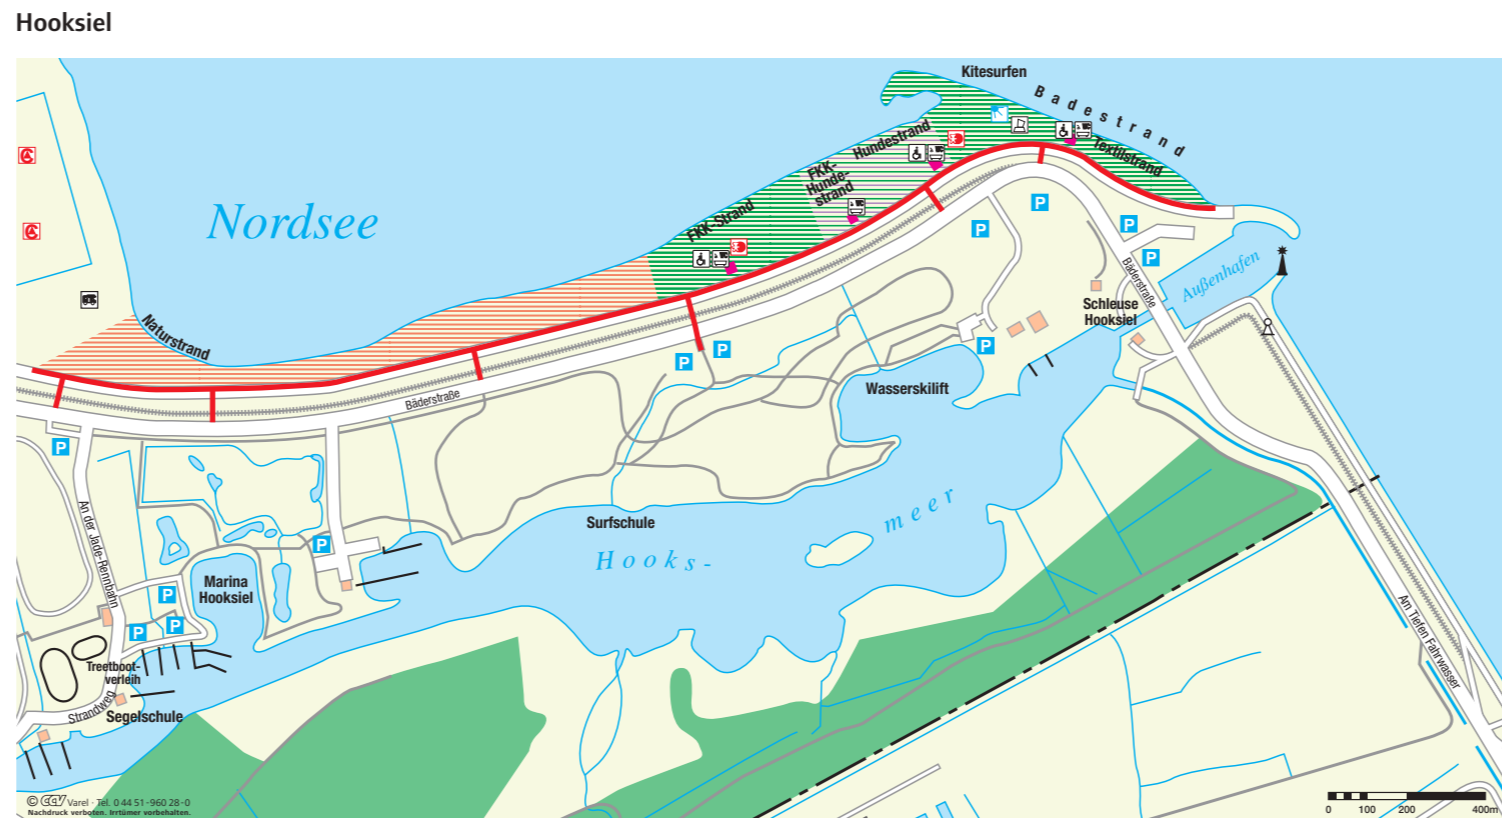 Hooksiel
Kitesurfen
Badestrand
Textilstrand
Hundestrand
FKK-
Hunde-
strand
FKK-Strand
Nordsee
Naturstrand
P
P
P
P
Außenhafen
Bäderstraße
Schleuse
Hooksiel
P
P
P
Wasserskilift
Bäderstraße
P
An der Jade-Rennbahn
Surfschule
Hooks-
meer
P
Marina
Hooksiel
P
P
P
Treetboot-
verleih
Strandweg
Segelschule
Am Tiefen Fahrwasser
© Varel · Tel. 0 44 51-960 28-0
Nachdruck verboten. Irrtümer vorbehalten.
0 100 200 400m